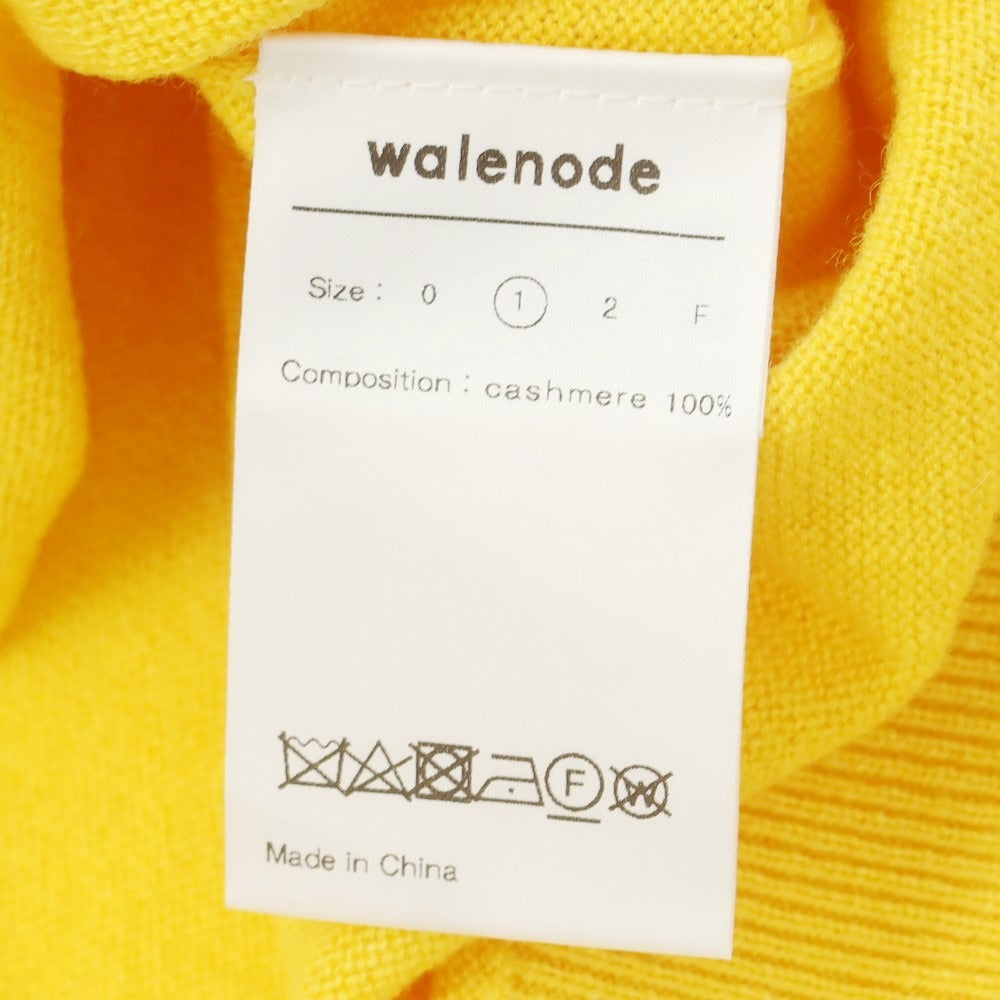 walenode
Size : 0 1 2 F
Composition : cashmere 100%
F W
Made in China